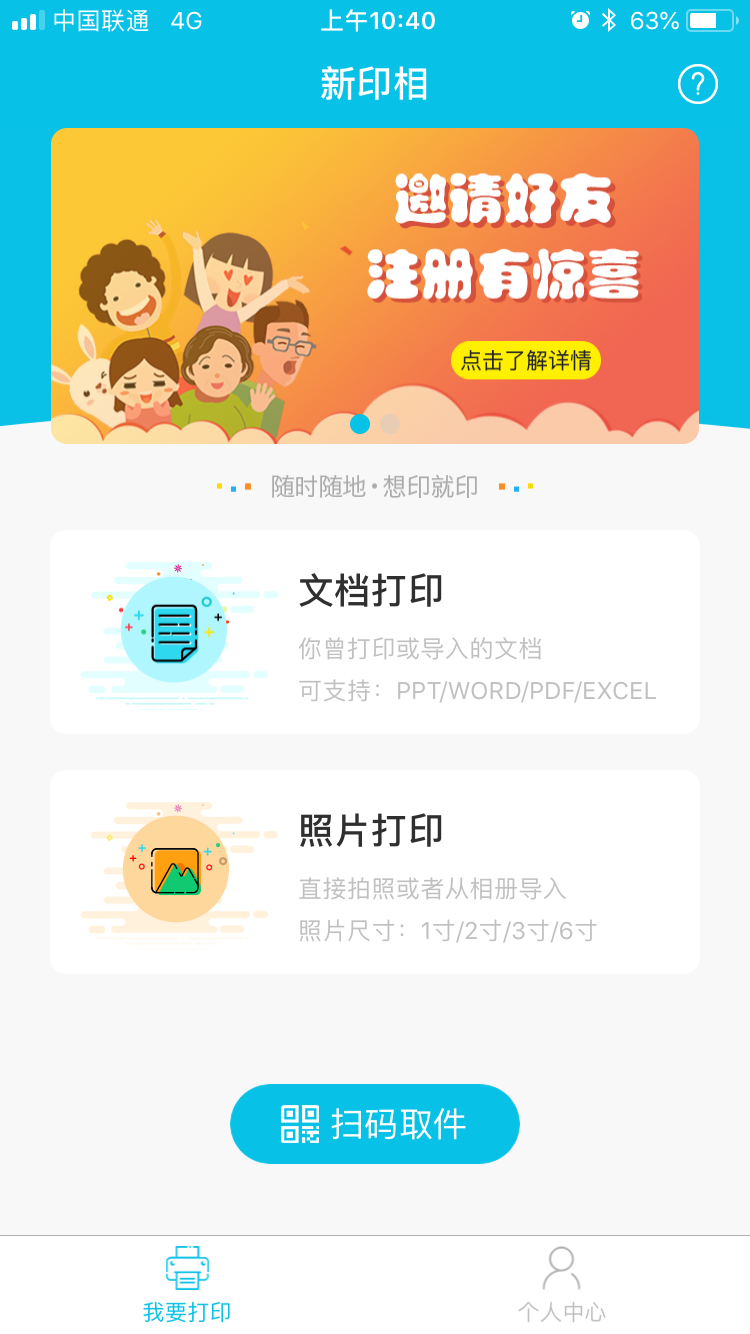 中国联通 4G 上午10:40 63%
新印相
?
邀请好友
注册有惊喜
点击了解详情
随时随地·想印就印
文档打印
你曾打印或导入的文档
可支持：PPT/WORD/PDF/EXCEL
照片打印
直接拍照或者从相册导入
照片尺寸：1寸/2寸/3寸/6寸
扫码取件
我要打印 个人中心